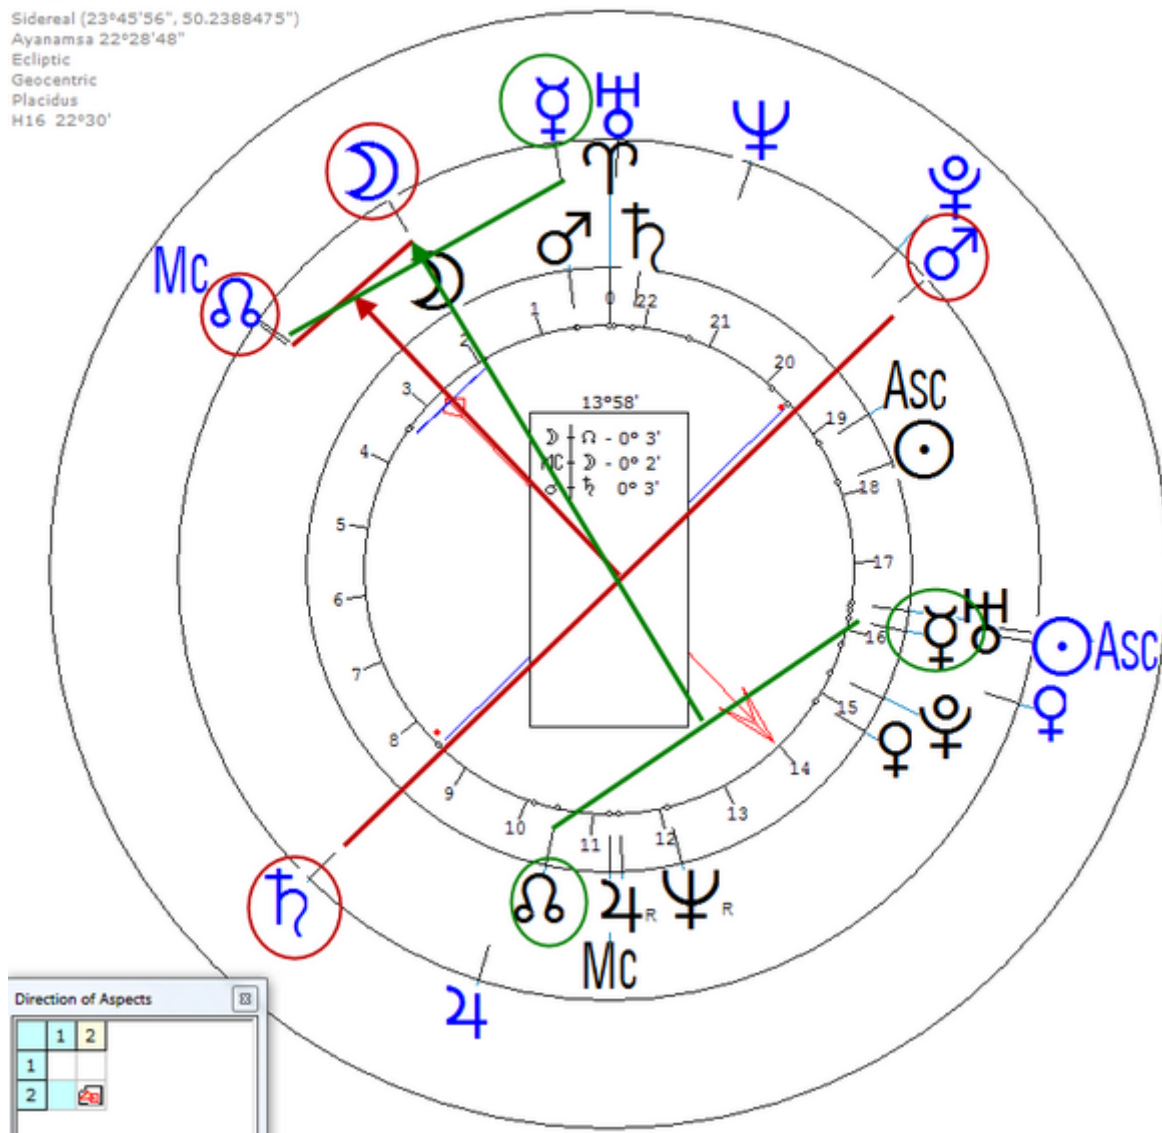 Sidereal (23°45'56", 50.2388475")
Ayanamsa 22°28'48"
Ecliptic
Geocentric
Placidus
H16 22°30'
☿ ♅
♆
☽
♈
♇
♂ ♄
♂
Mc
☊
☽
0
22
1
21
2
20
3
Asc
13°58'
19
☉
4
☽ ☊ - 0° 3'
MC ☽ - 0° 2'
♂ ♄ 0° 3'
18
5
17
6
16
☿ ♅
☉ Asc
7
15
♀ ♇
♀
8
14
9
13
10
11
12
♄
☊
♃ R
♆ R
Mc
♃
Direction of Aspects
1 2
1
2